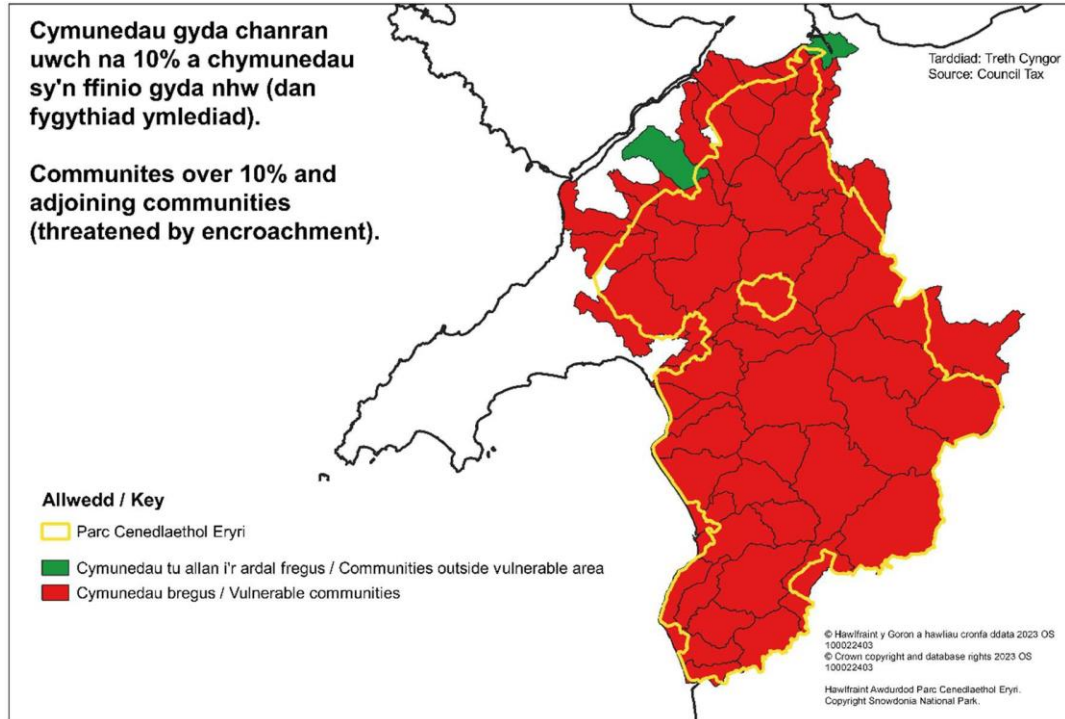 Cymunedau gyda chanran
uwch na 10% a chymunedau
sy'n ffinio gyda nhw (dan
fygythiad ymlediad).
Communites over 10% and
adjoining communities
(threatened by encroachment).
Tarddiad: Treth Cyngor
Source: Council Tax
Allwedd / Key
Parc Cenedlaethol Eryri
Cymunedau tu allan i'r ardal fregus / Communities outside vulnerable area
Cymunedau bregus / Vulnerable communities
© Hawlfraint y Goron a hawliau cronfa ddata 2023 OS
100022403
© Crown copyright and database rights 2023 OS
100022403
Hawlfraint Awdurdod Parc Cenedlaethol Eryri.
Copyright Snowdonia National Park.